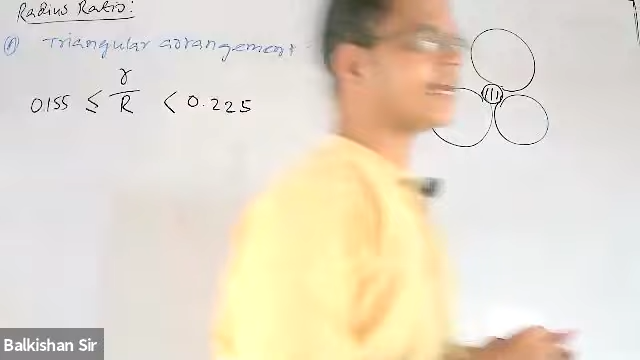 Radius Ratio:
(A) Triangular arrangement
0.155 ≤ r/R < 0.225
Balkishan Sir